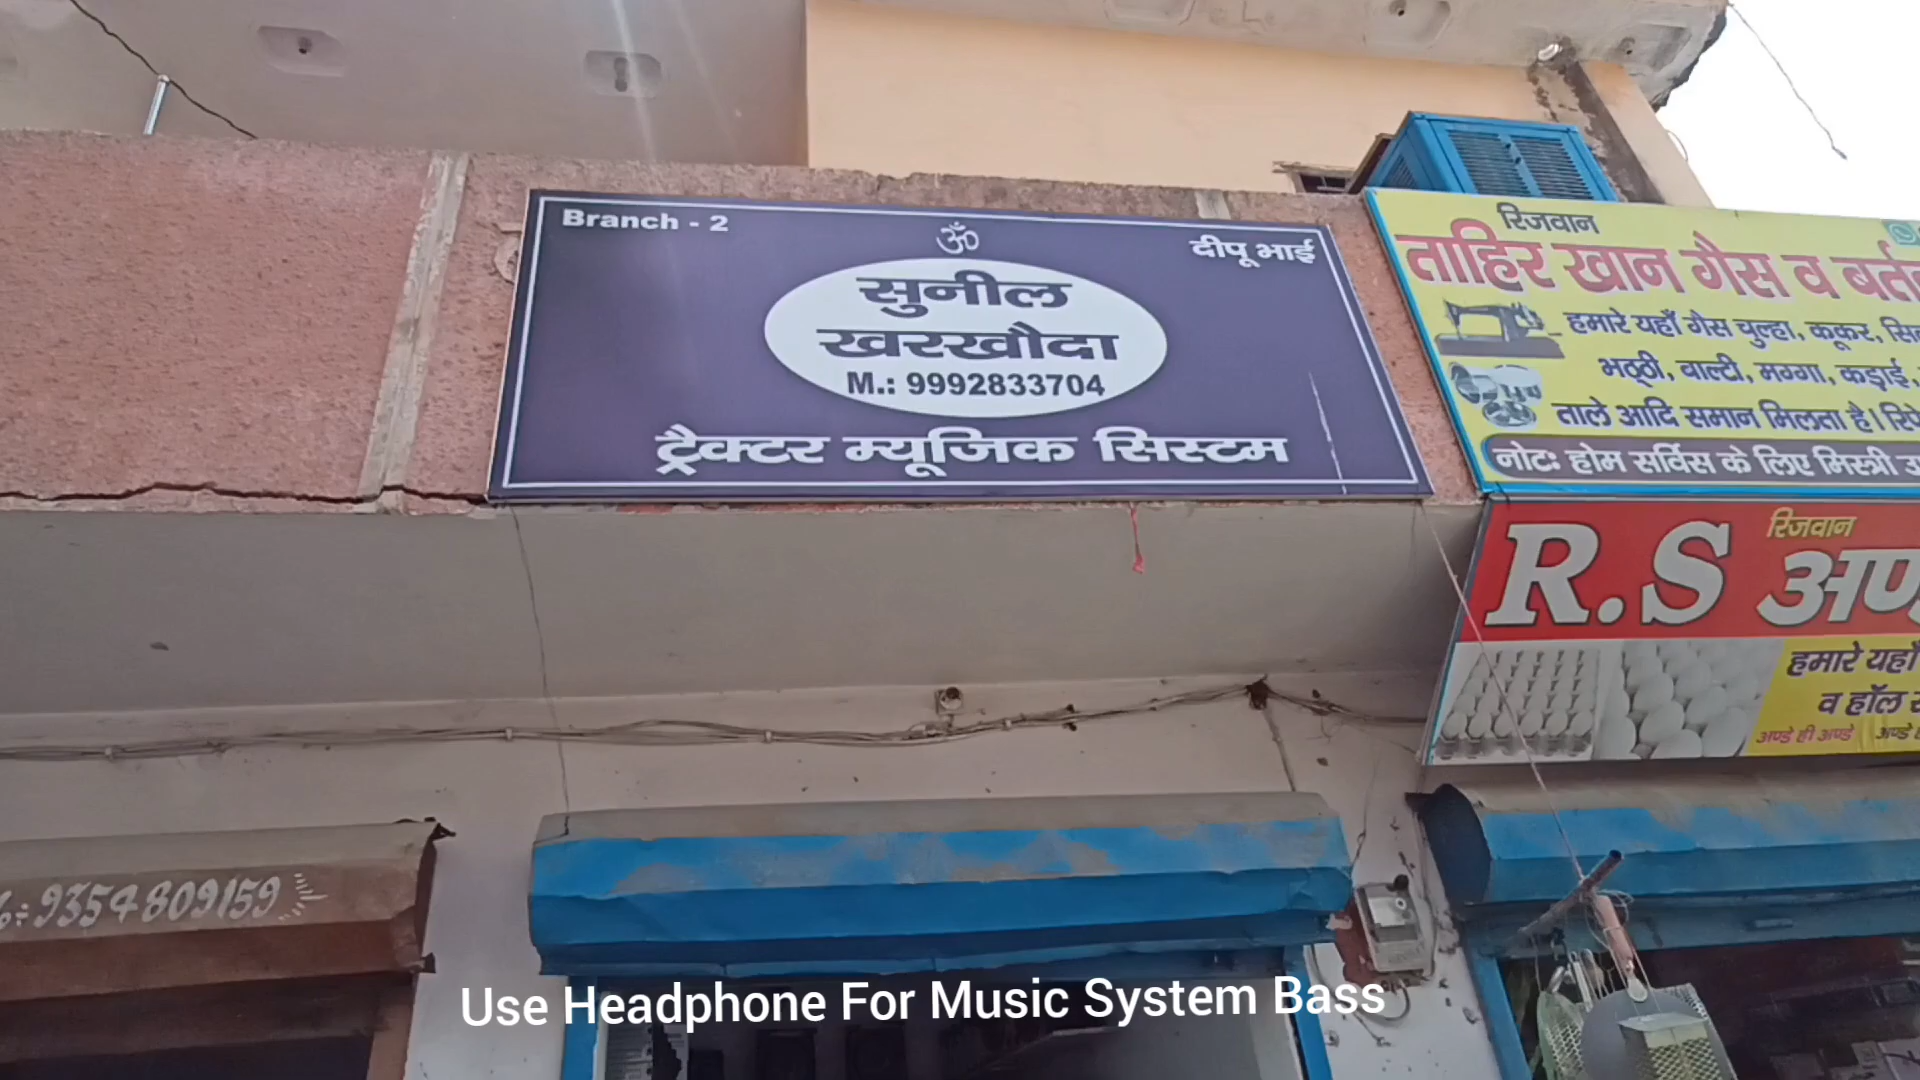 Branch - 2
ॐ
दीपू भाई
सुनील
खरखौदा
M.: 9992833704
ट्रैक्टर म्यूजिक सिस्टम
रिजवान
ताहिर खान गैस व
हमारे यहाँ गैस चुल्हा, कूकर,
भठ्ठी, बाल्टी, मग्गा, कड़ाई,
ताले आदि समान मिलता है।
नोटः होम सर्विस के लिए मिस्त्री
R.S
रिजवान
हमारे यहाँ
व हॉल
अण्डे ही अण्डे
9354809159
Use Headphone For Music System Bass